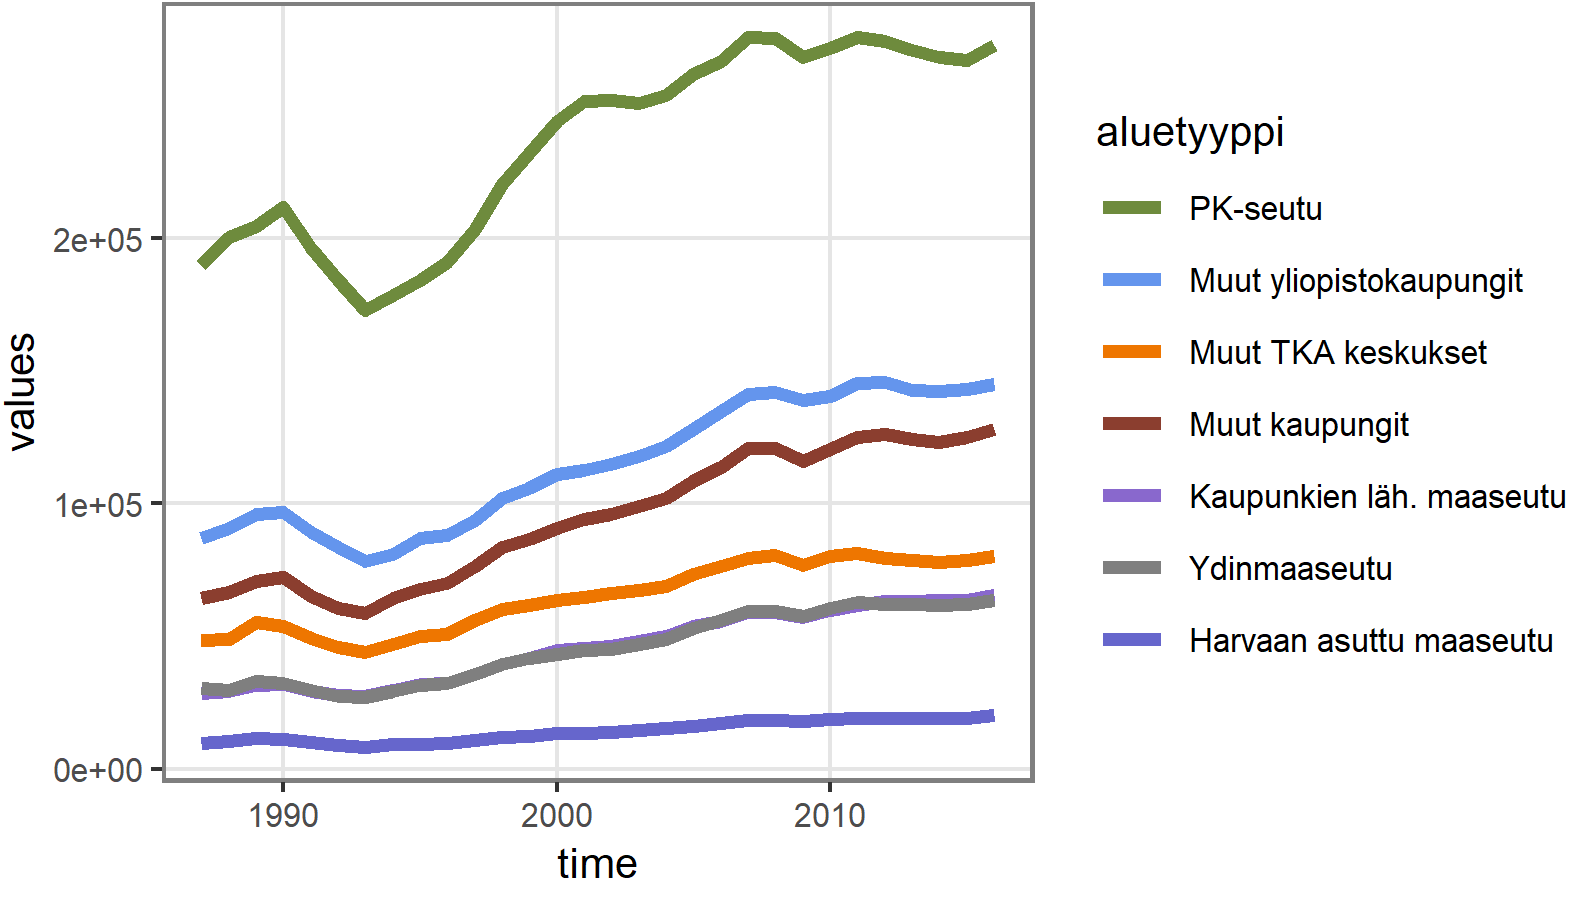 values
2e+05
1e+05
0e+00
1990
2000
2010
time
aluetyyppi
PK-seutu
Muut yliopistokaupungit
Muut TKA keskukset
Muut kaupungit
Kaupunkien läh. maaseutu
Ydinmaaseutu
Harvaan asuttu maaseutu